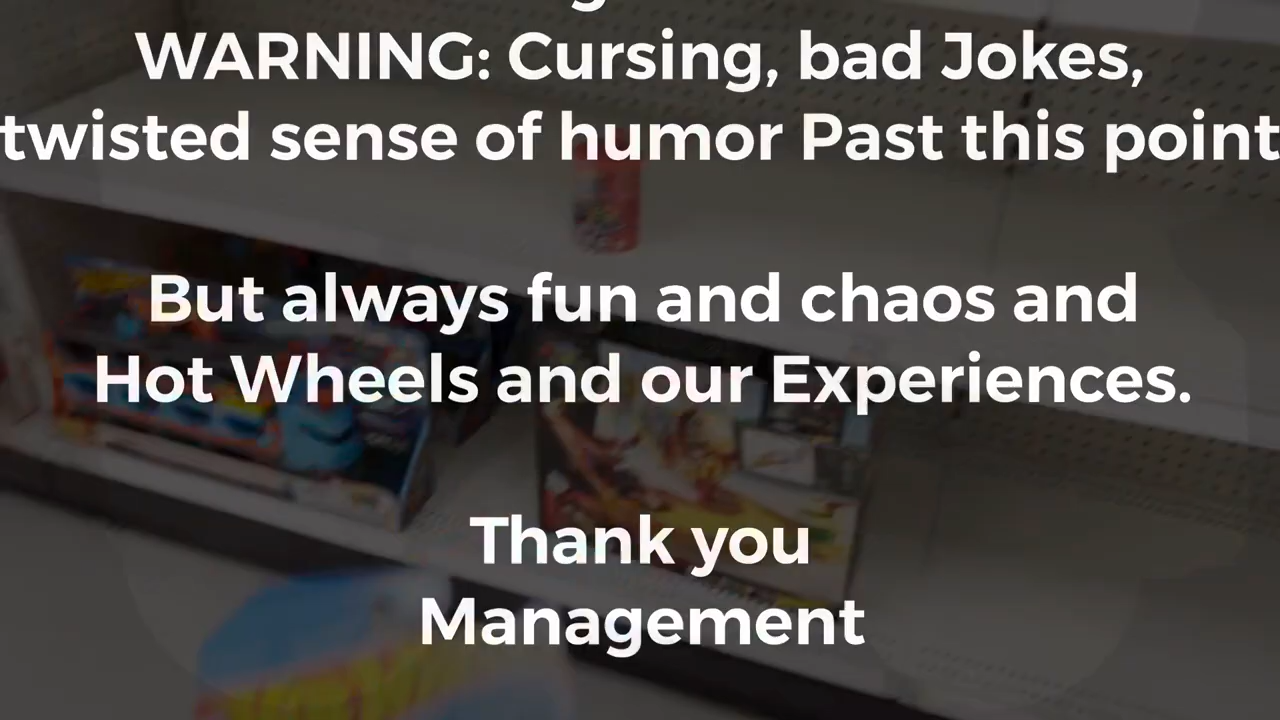 WARNING: Cursing, bad Jokes,
twisted sense of humor Past this point
But always fun and chaos and
Hot Wheels and our Experiences.
Thank you
Management